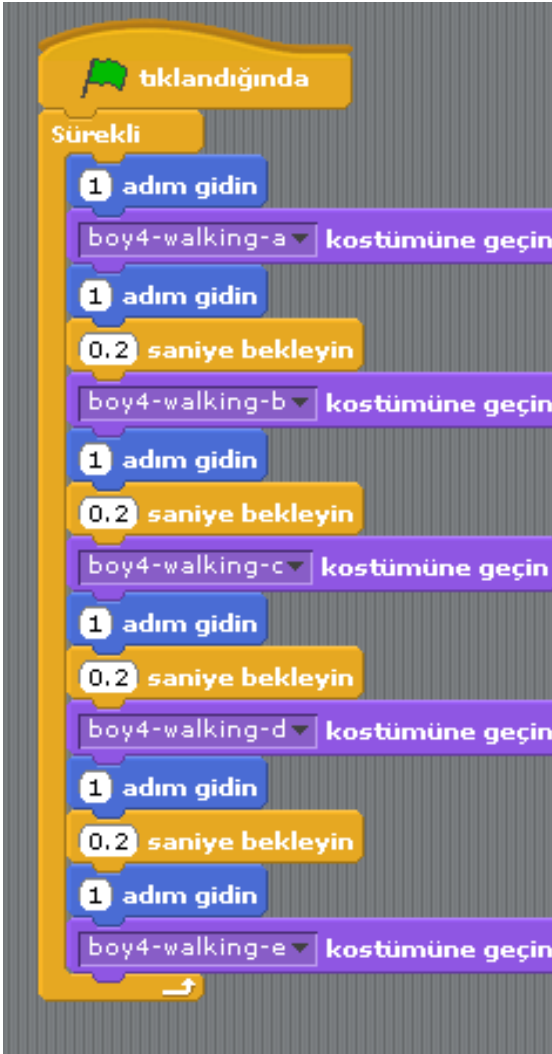 tıklandığında
Sürekli
1 adım gidin
boy4-walking-a kostümüne geçin
1 adım gidin
0.2 saniye bekleyin
boy4-walking-b kostümüne geçin
1 adım gidin
0.2 saniye bekleyin
boy4-walking-c kostümüne geçin
1 adım gidin
0.2 saniye bekleyin
boy4-walking-d kostümüne geçin
1 adım gidin
0.2 saniye bekleyin
1 adım gidin
boy4-walking-e kostümüne geçin